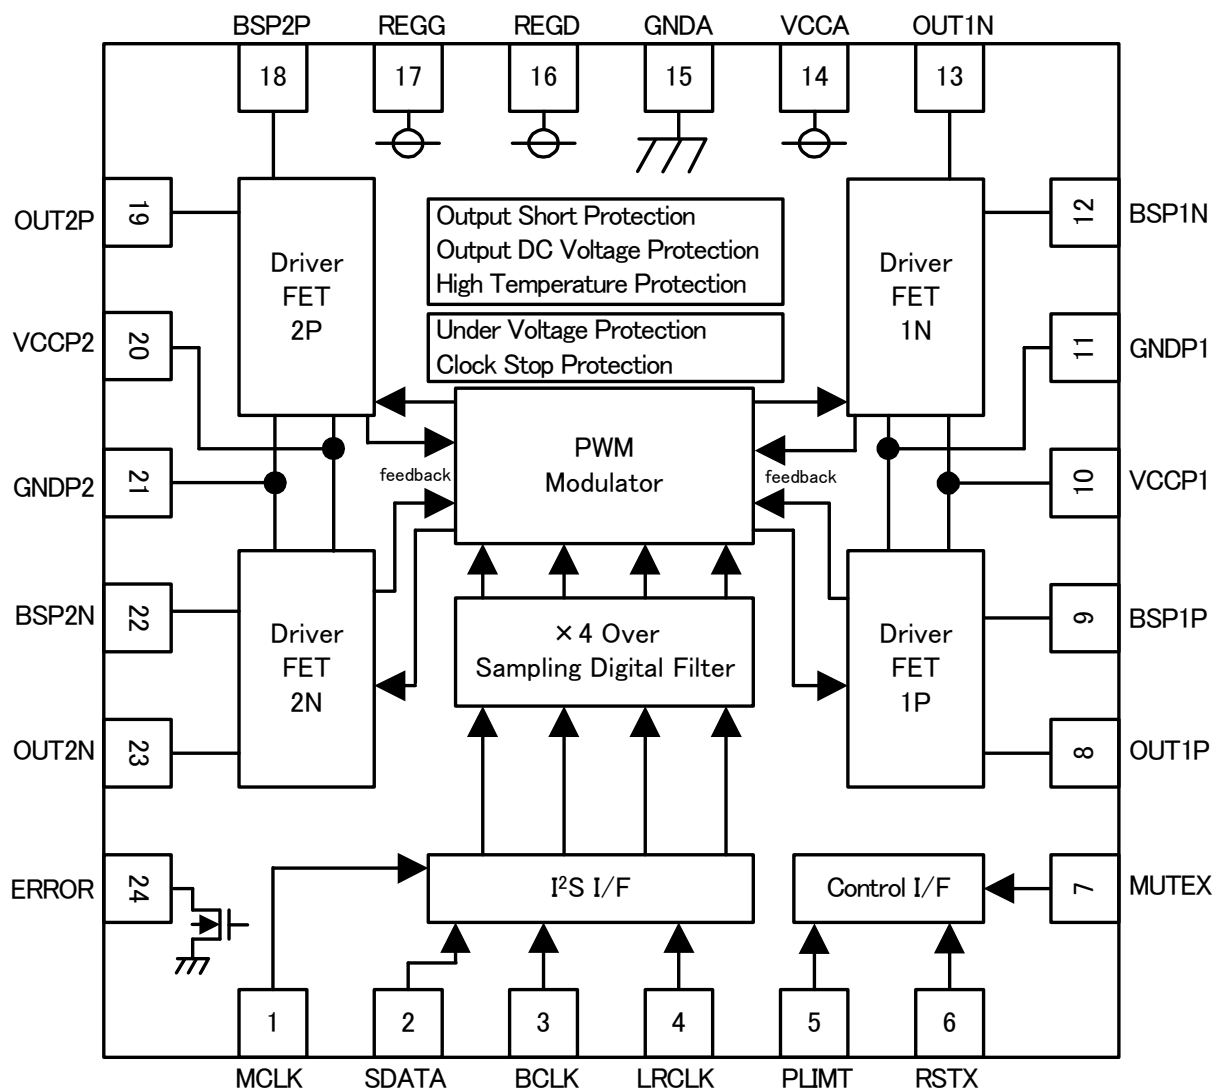 BSP2P REGG REGD GNDA VCCA OUT1N
18 17 16 15 14 13
OUT2P 19
12 BSP1N
Output Short Protection
Output DC Voltage Protection
High Temperature Protection
Driver
FET
2P
Driver
FET
1N
VCCP2 20
11 GNDP1
Under Voltage Protection
Clock Stop Protection
PWM
Modulator
feedback
feedback
GNDP2 21
10 VCCP1
BSP2N 22
9 BSP1P
Driver
FET
2N
×4 Over
Sampling Digital Filter
Driver
FET
1P
OUT2N 23
8 OUT1P
ERROR 24
I²S I/F
Control I/F
7 MUTEX
1 2 3 4 5 6
MCLK SDATA BCLK LRCLK PLIMT RSTX